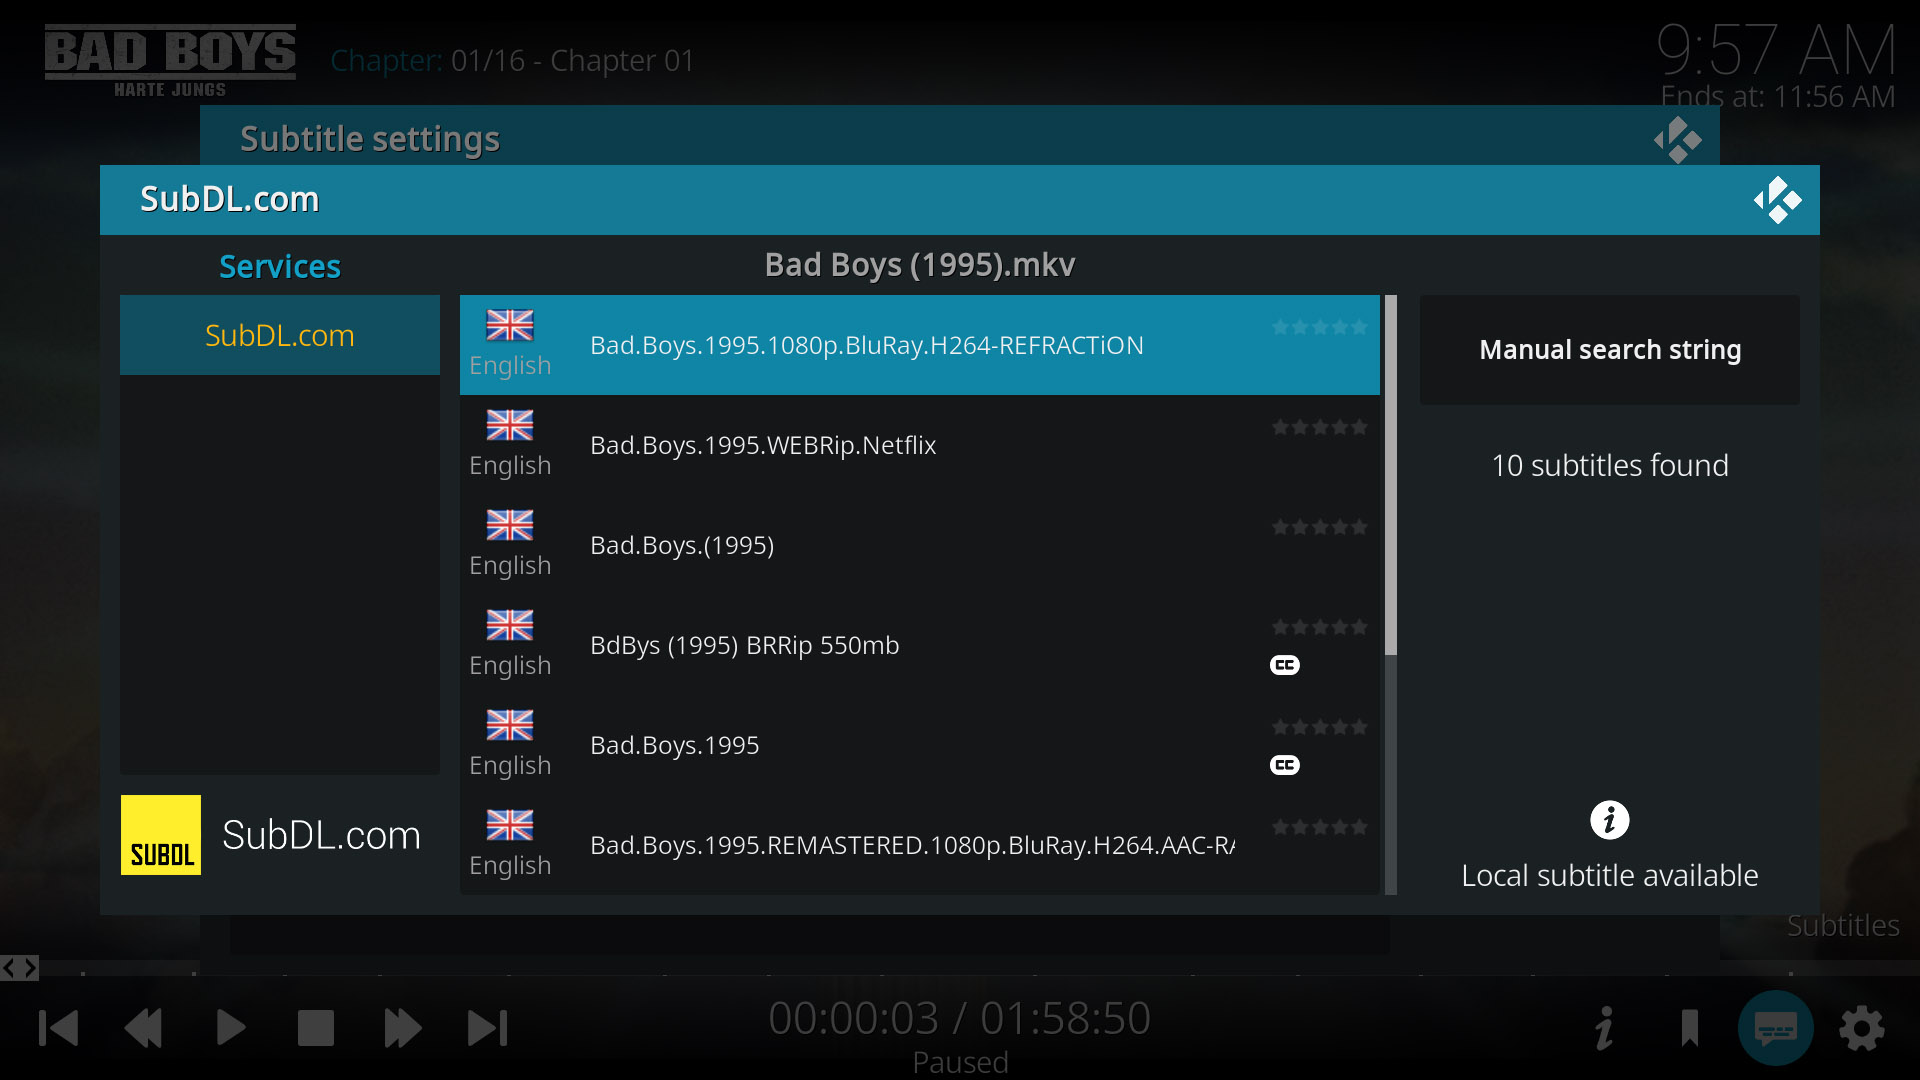 BAD BOYS
HARTE JUNGS
Chapter: 01/16 - Chapter 01
9:57 AM
Ends at: 11:56 AM
Subtitle settings
SubDL.com
Services
Bad Boys (1995).mkv
SubDL.com
English
Bad.Boys.1995.1080p.BluRay.H264-REFRACTiON
English
Bad.Boys.1995.WEBRip.Netflix
English
Bad.Boys.(1995)
English
BdBys (1995) BRRip 550mb
CC
English
Bad.Boys.1995
CC
English
Bad.Boys.1995.REMASTERED.1080p.BluRay.H264.AAC-RA
Manual search string
10 subtitles found
Local subtitle available
SUBDL
SubDL.com
Subtitles
00:00:03 / 01:58:50
Paused